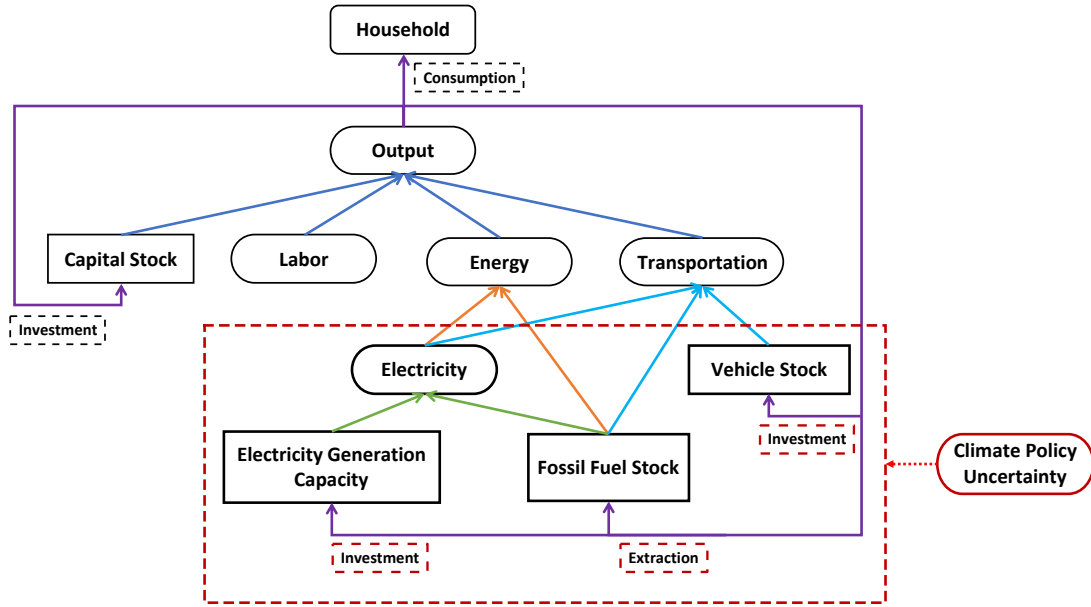 Household
Consumption
Output
Capital Stock
Labor
Energy
Transportation
Investment
Electricity
Vehicle Stock
Investment
Electricity Generation
Capacity
Fossil Fuel Stock
Climate Policy
Uncertainty
Investment
Extraction